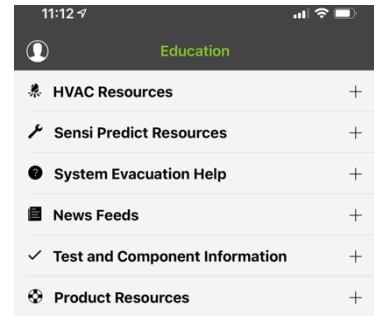 11:12
Education
HVAC Resources
Sensi Predict Resources
System Evacuation Help
News Feeds
Test and Component Information
Product Resources